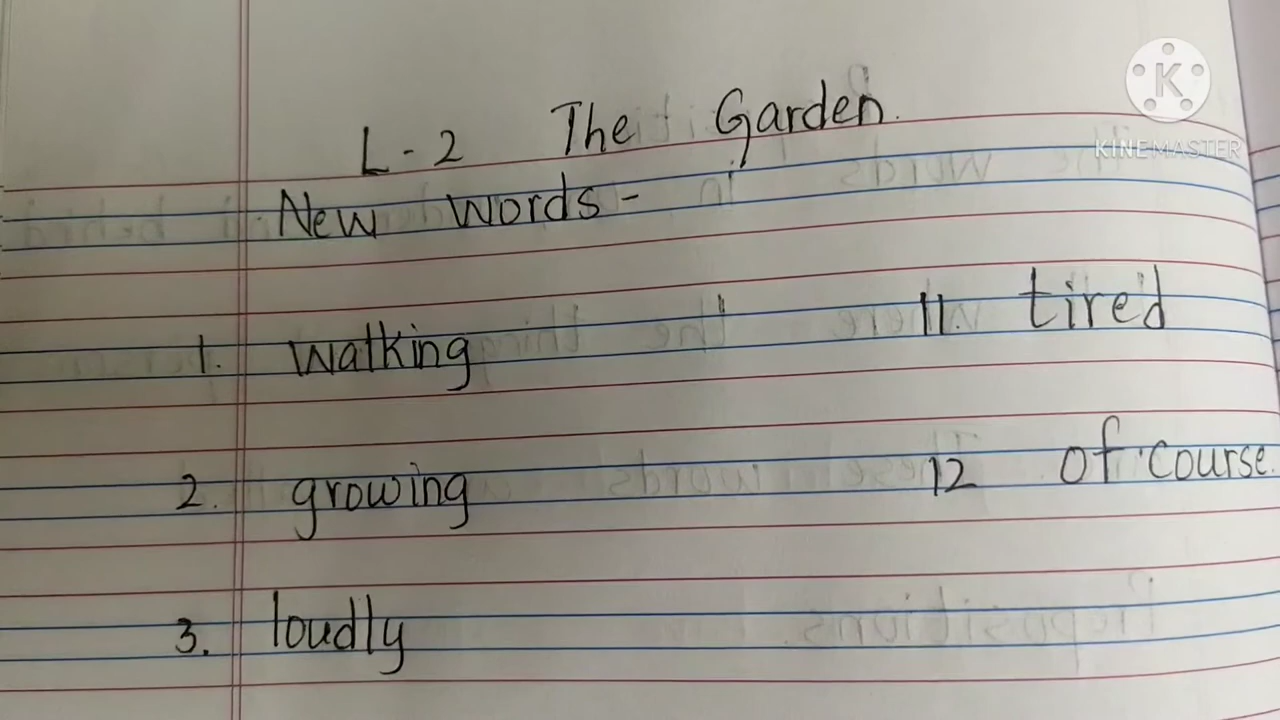 L-2 The Garden.
New words-
1. walking 11. tired
2. growing 12 of course.
3. loudly
KINEMASTER